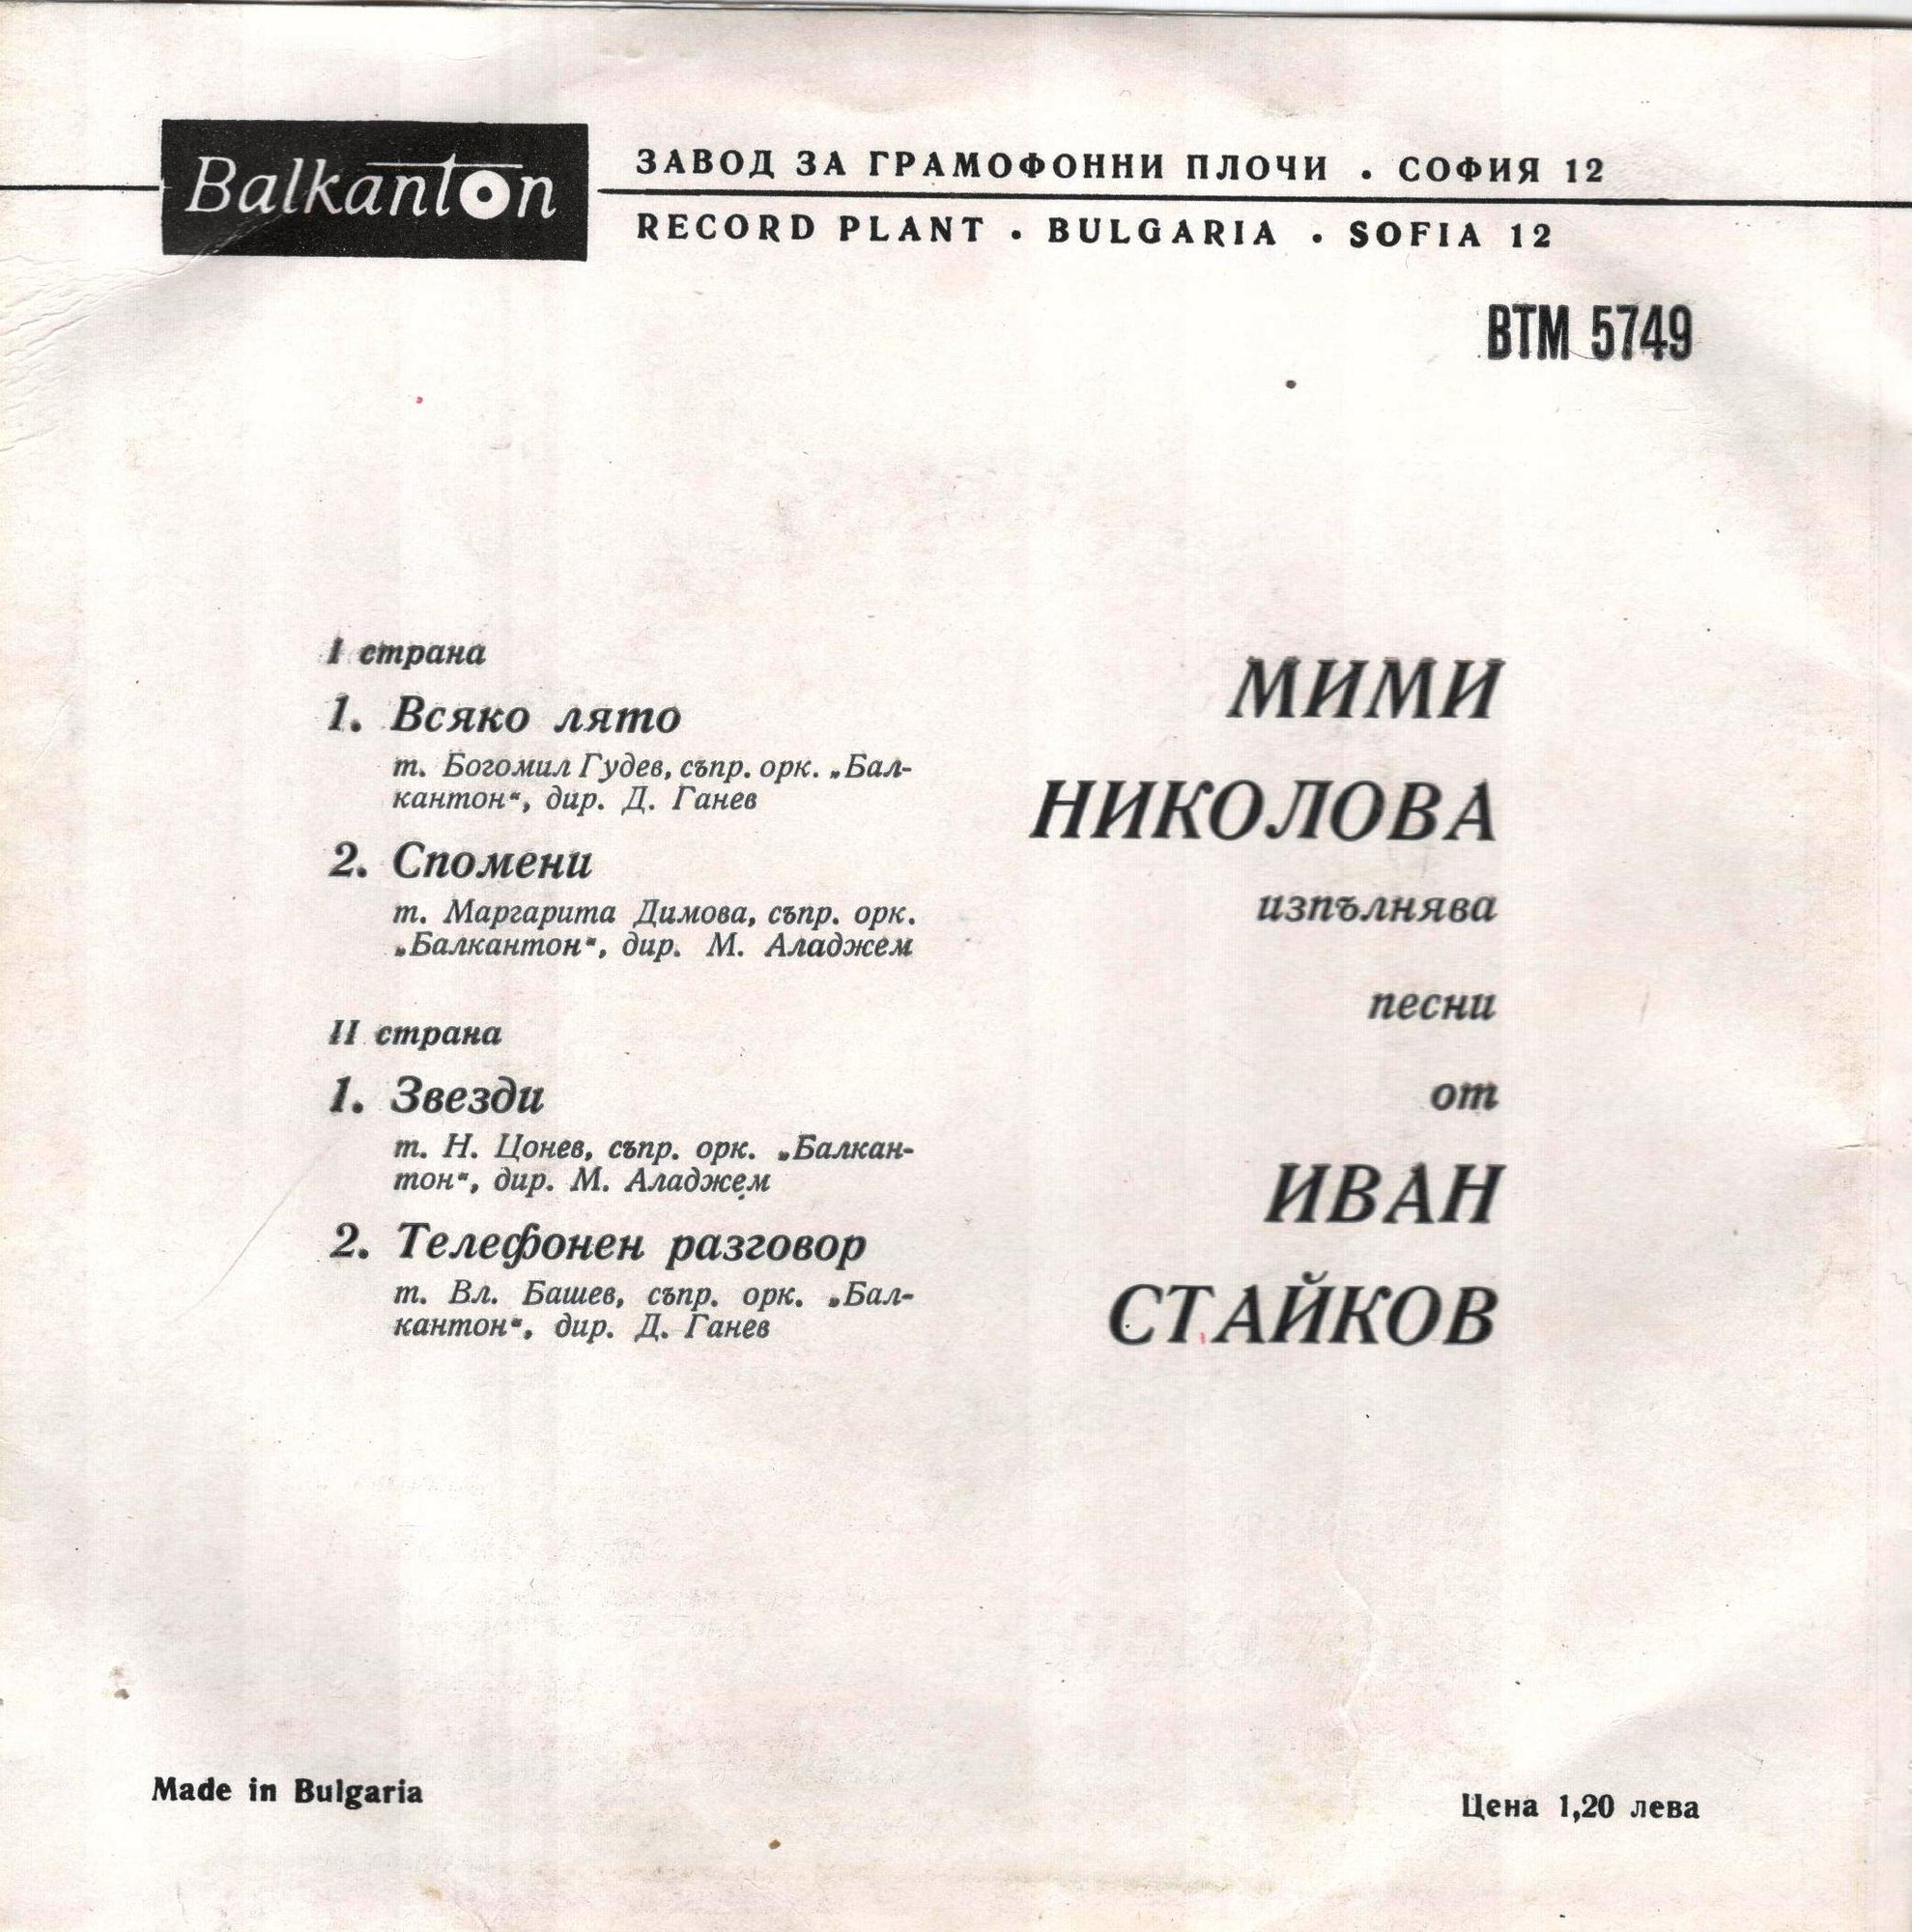 Balkanton
ЗАВОД ЗА ГРАМОФОННИ ПЛОЧИ . СОФИЯ 12
RECORD PLANT . BULGARIA . SOFIA 12
ВТМ 5749
I страна
1. Всяко лято
т. Богомил Гудев, съпр. орк. „Бал-
кантон“, дир. Д. Ганев
2. Спомени
т. Маргарита Димова, съпр. орк.
„Балкантон“, дир. М. Аладжем
II страна
1. Звезди
т. Н. Цонев, съпр. орк. „Балкан-
тон“, дир. М. Аладжем
2. Телефонен разговор
т. Вл. Башев, съпр. орк. „Бал-
кантон“, дир. Д. Ганев
МИМИ
НИКОЛОВА
изпълнява
песни
от
ИВАН
СТАЙКОВ
Made in Bulgaria
Цена 1,20 лева